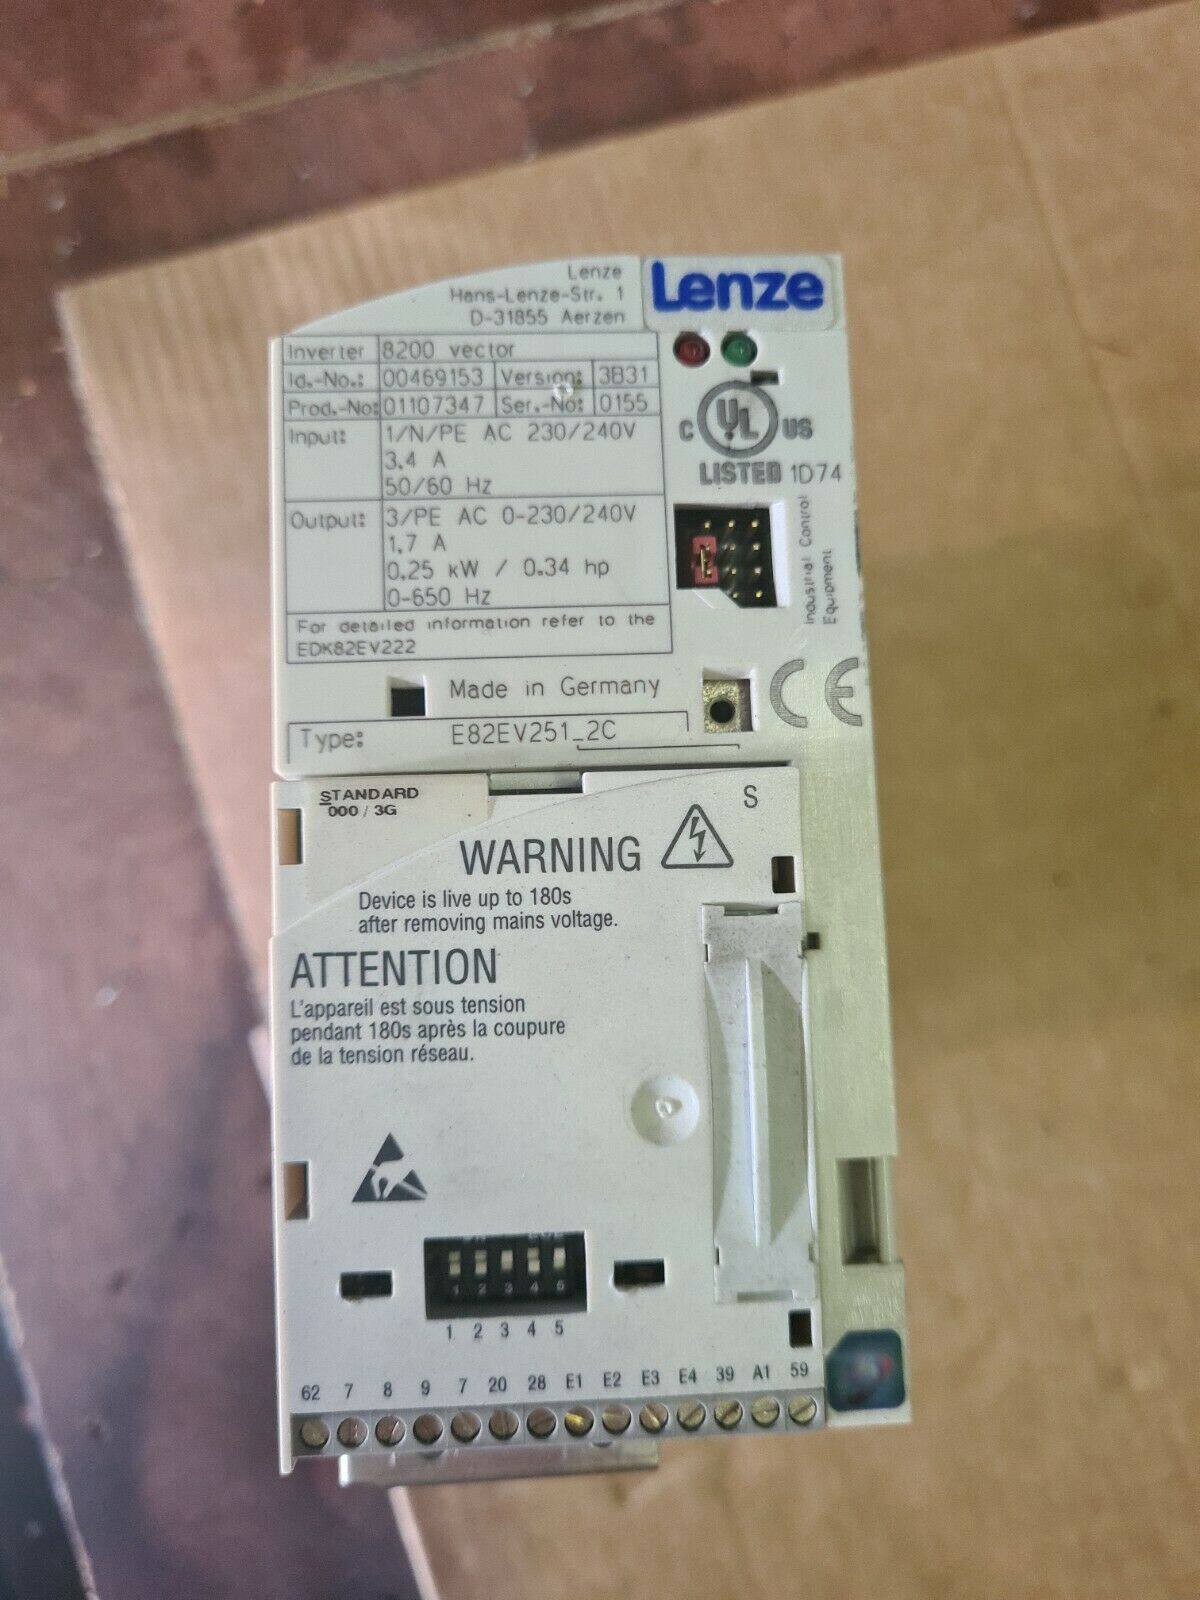 Lenze
Hans-Lenze-Str. 1
D-31855 Aerzen
Lenze
Inverter 8200 vector
Id.-No.: 00469153 Version: 3B31
Prod.-No: 01107347 Ser.-No: 0155
Input: 1/N/PE AC 230/240V
3.4 A
50/60 Hz
Output: 3/PE AC 0-230/240V
1.7 A
0.25 kW / 0.34 hp
0-650 Hz
For detailed information refer to the
EDK82EV222
C UL US
LISTED 1D74
Industrial Control
Equipment
Made in Germany
CE
Type: E82EV251_2C
STANDARD
000 / 3G
S
WARNING
Device is live up to 180s
after removing mains voltage.
ATTENTION
L'appareil est sous tension
pendant 180s après la coupure
de la tension réseau.
1 2 3 4 5
1 2 3 4 5
62 7 8 9 7 20 28 E1 E2 E3 E4 39 A1 59